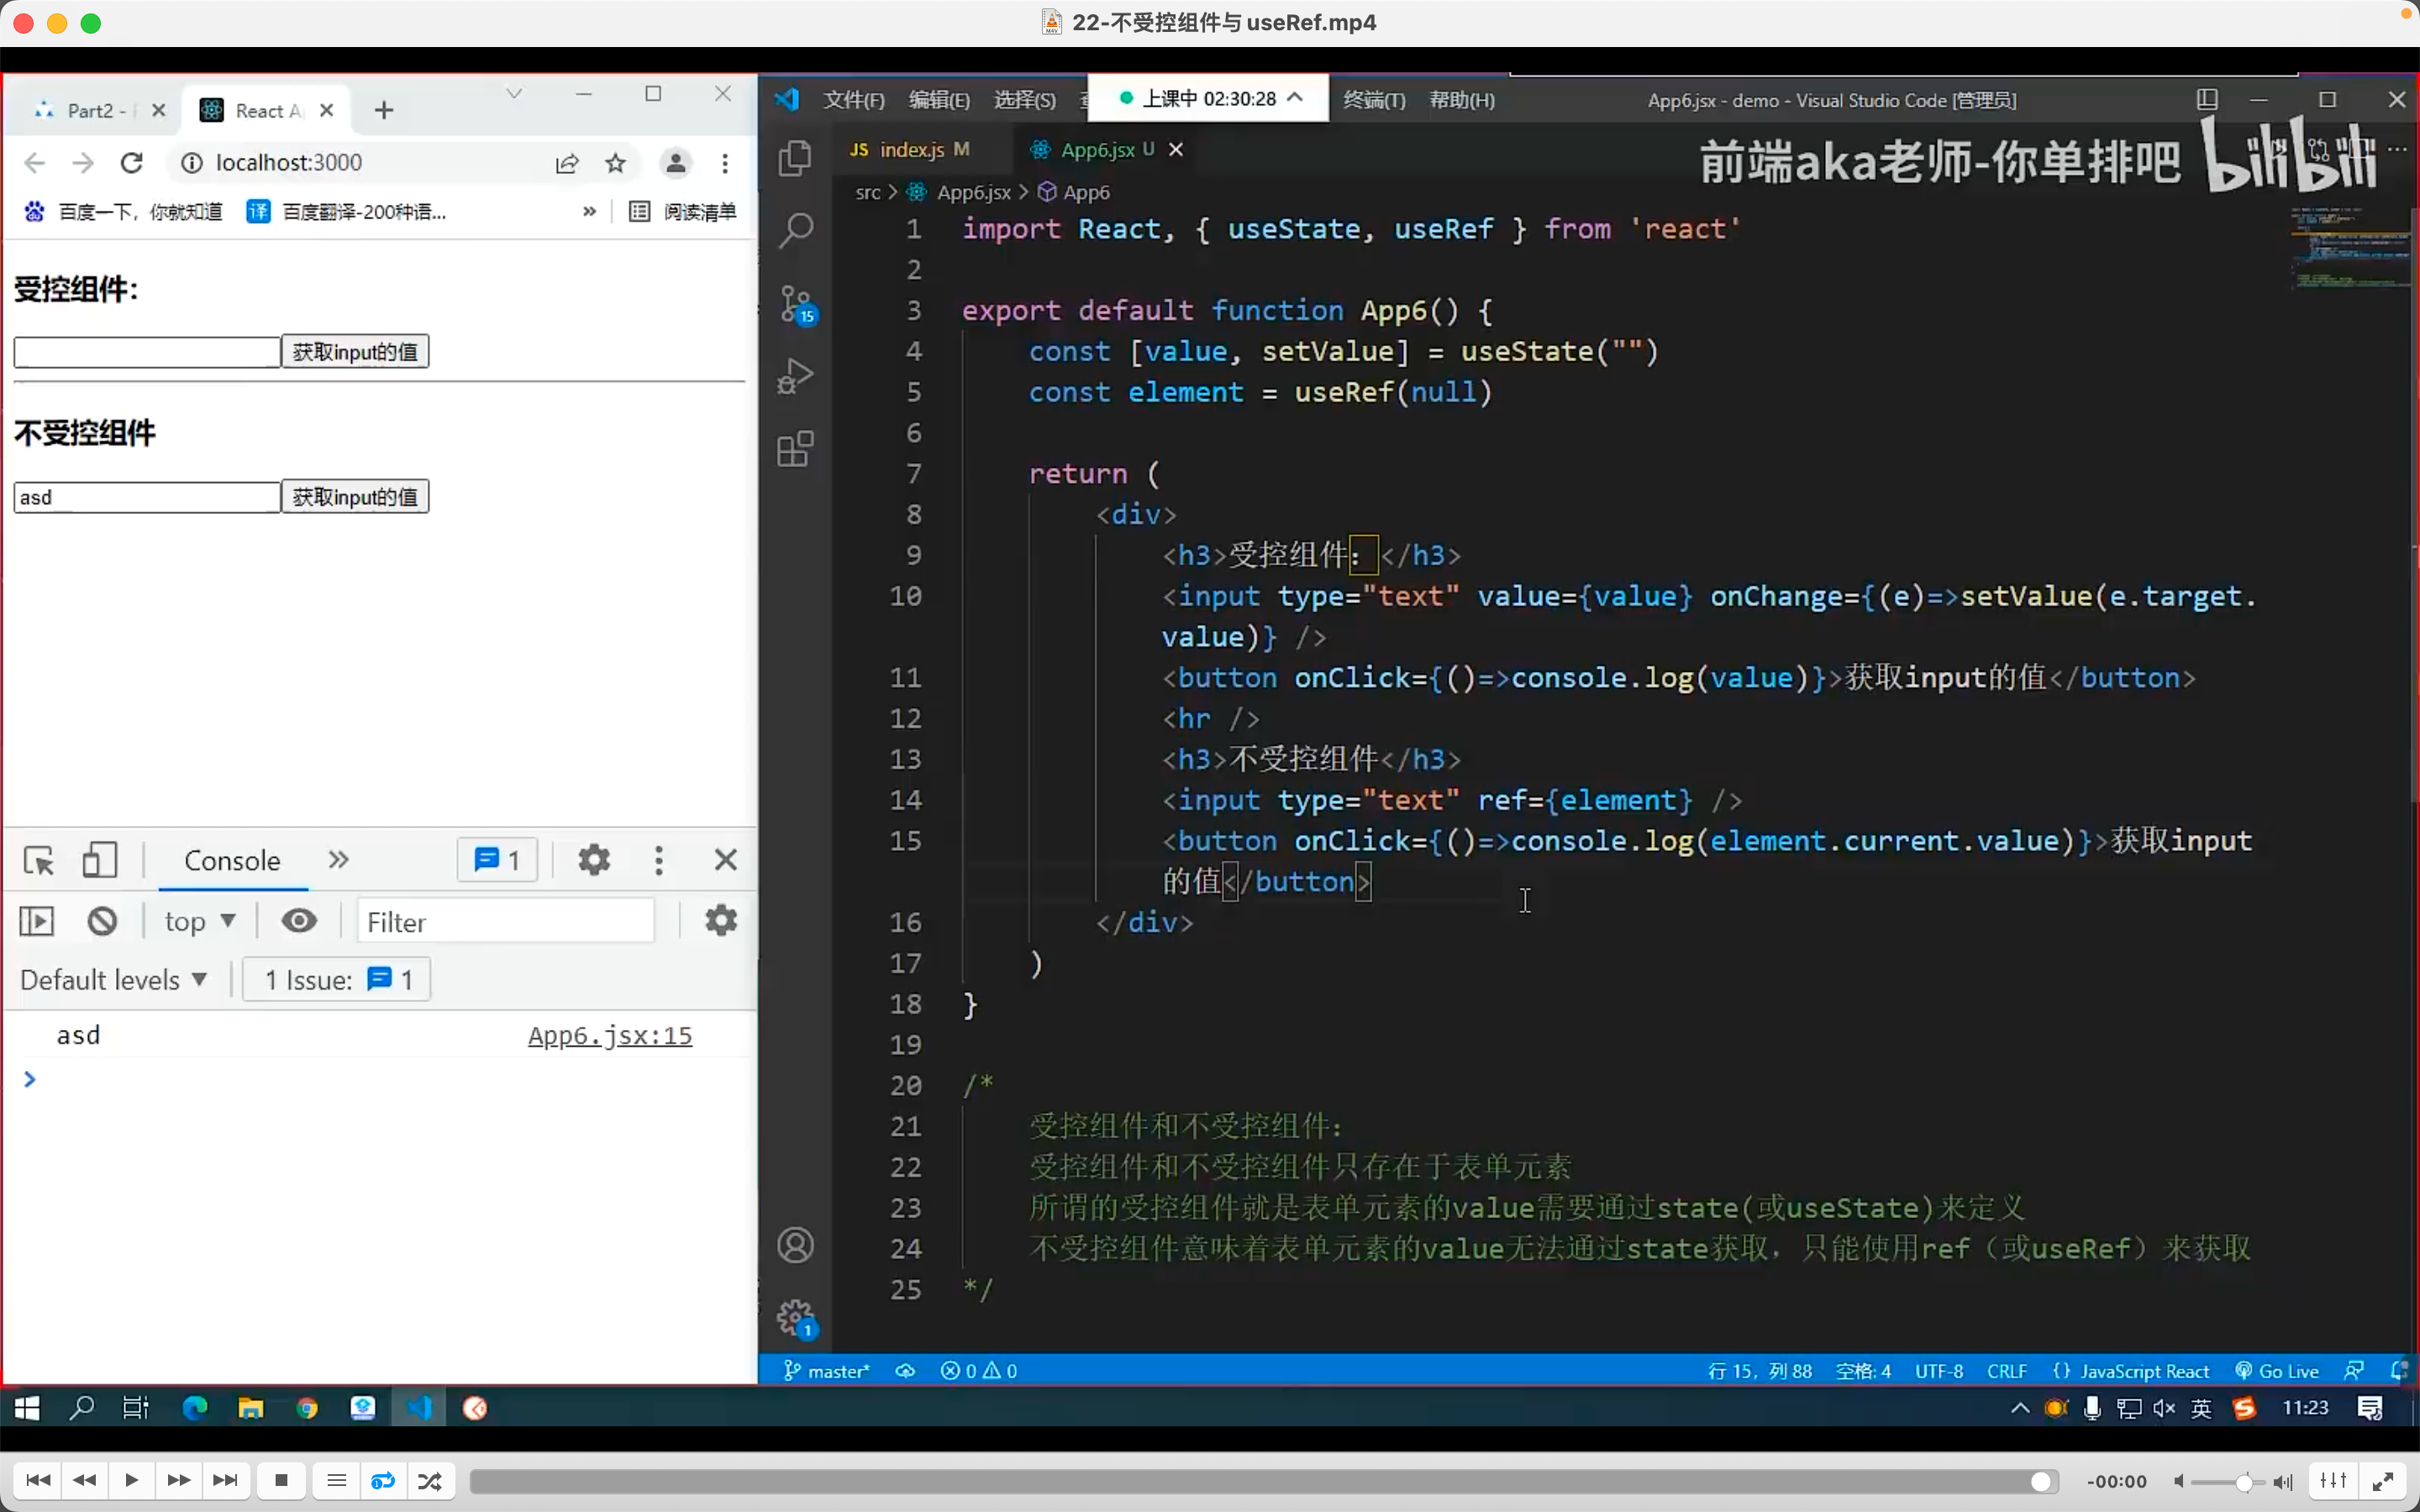 22-不受控组件与useRef.mp4
Part2 -
React A
localhost:3000
百度一下，你就知道
译 百度翻译-200种语...
»
阅读清单
受控组件:
获取input的值
不受控组件
asd
获取input的值
Console
»
1
top
Filter
Default levels
1 Issue:
1
asd
App6.jsx:15
文件(F) 编辑(E) 选择(S)
上课中 02:30:28
终端(T) 帮助(H)
App6.jsx - demo - Visual Studio Code [管理员]
JS index.js M
App6.jsx U
前端aka老师-你单排吧 bilibili
src > App6.jsx > App6
15
1 import React, { useState, useRef } from 'react'
2
3 export default function App6() {
4 const [value, setValue] = useState("")
5 const element = useRef(null)
6
7 return (
8 <div>
9 <h3>受控组件：</h3>
10 <input type="text" value={value} onChange={(e)=>setValue(e.target.
value)} />
11 <button onClick={()=>console.log(value)}>获取input的值</button>
12 <hr />
13 <h3>不受控组件</h3>
14 <input type="text" ref={element} />
15 <button onClick={()=>console.log(element.current.value)}>获取input
的值</button>
16 </div>
17 )
18 }
19
20 /*
21 受控组件和不受控组件：
22 受控组件和不受控组件只存在于表单元素
23 所谓的受控组件就是表单元素的value需要通过state(或useState)来定义
24 不受控组件意味着表单元素的value无法通过state获取，只能使用ref（或useRef）来获取
25 */
1
master*
0
0
行 15，列 88
空格: 4
UTF-8
CRLF
{} JavaScript React
Go Live
英
11:23
-00:00